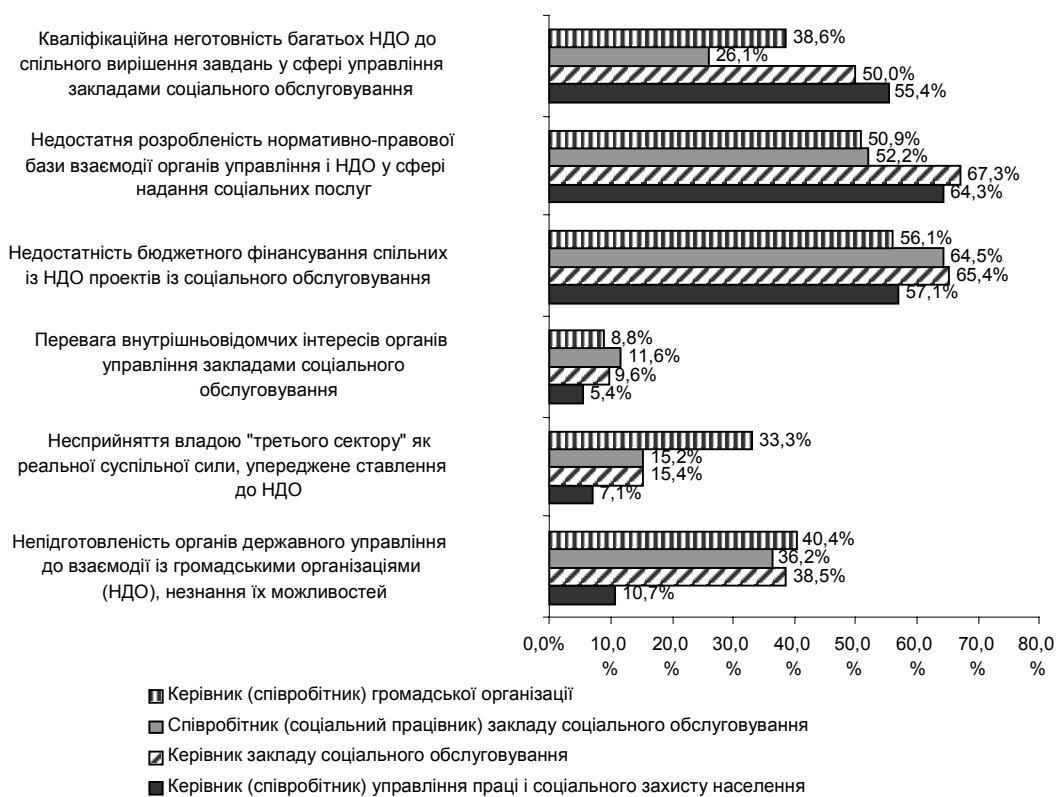 Кваліфікаційна неготовність багатьох НДО до
спільного вирішення завдань у сфері управління
закладами соціального обслуговування
38,6%
26,1%
50,0%
55,4%
Недостатня розробленість нормативно-правової
бази взаємодії органів управління і НДО у сфері
надання соціальних послуг
50,9%
52,2%
67,3%
64,3%
Недостатність бюджетного фінансування спільних
із НДО проектів із соціального обслуговування
56,1%
64,5%
65,4%
57,1%
Перевага внутрішньовідомчих інтересів органів
управління закладами соціального
обслуговування
8,8%
11,6%
9,6%
5,4%
Несприйняття владою "третього сектору" як
реальної суспільної сили, упереджене ставлення
до НДО
33,3%
15,2%
15,4%
7,1%
Непідготовленість органів державного управління
до взаємодії із громадськими організаціями
(НДО), незнання їх можливостей
40,4%
36,2%
38,5%
10,7%
0,0% 10,0 20,0 30,0 40,0 50,0 60,0 70,0 80,0
% % % % % % % %
Керівник (співробітник) громадської організації
Співробітник (соціальний працівник) закладу соціального обслуговування
Керівник закладу соціального обслуговування
Керівник (співробітник) управління праці і соціального захисту населення